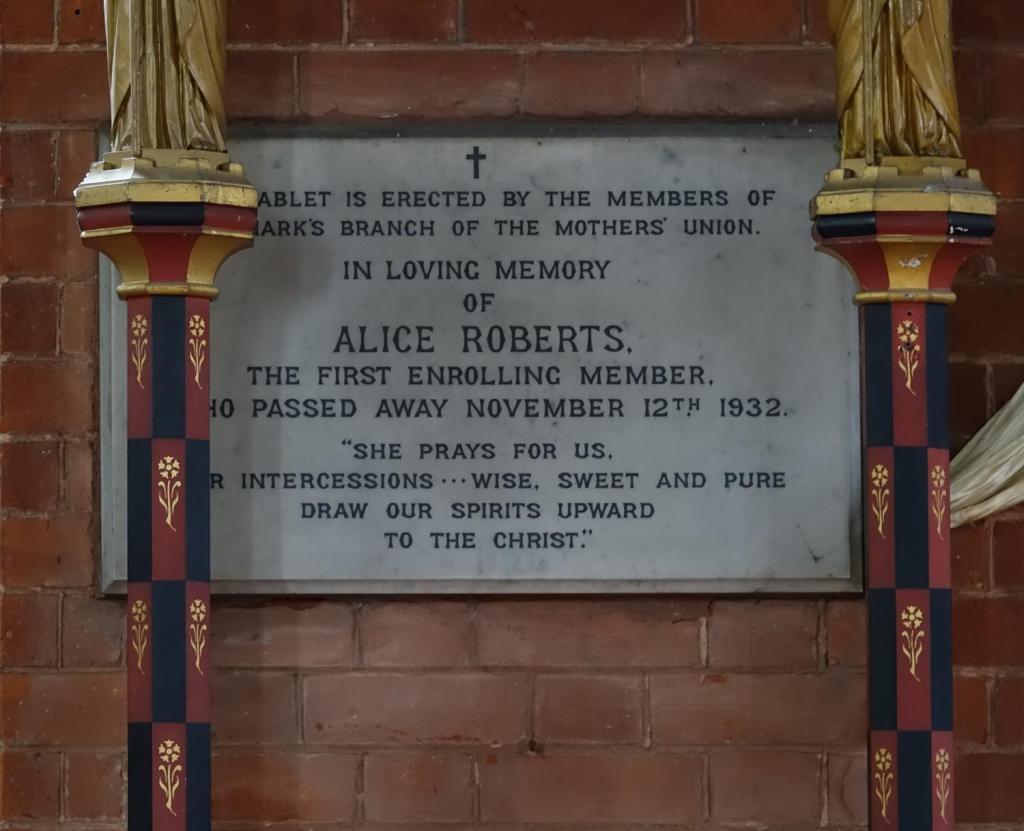 ABLET IS ERECTED BY THE MEMBERS OF
ARK'S BRANCH OF THE MOTHERS' UNION.
IN LOVING MEMORY
OF
ALICE ROBERTS,
THE FIRST ENROLLING MEMBER,
HO PASSED AWAY NOVEMBER 12TH 1932.
"SHE PRAYS FOR US,
R INTERCESSIONS ... WISE, SWEET AND PURE
DRAW OUR SPIRITS UPWARD
TO THE CHRIST."